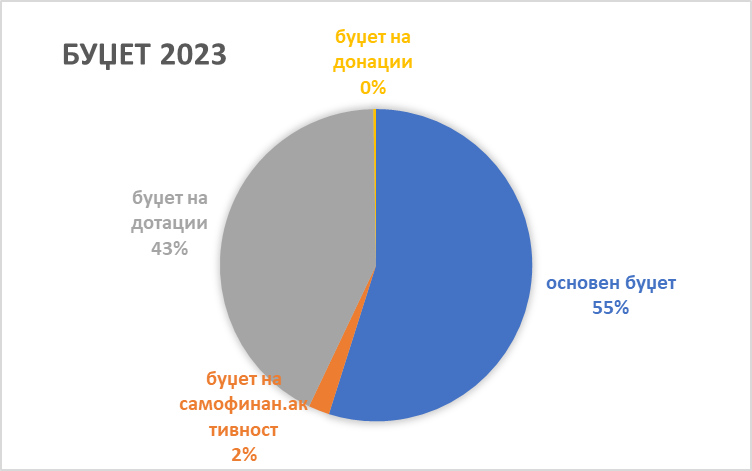 БУЏЕТ 2023
буџет на
донации
0%
буџет на
дотации
43%
основен буџет
55%
буџет на
самофинан.ак
тивност
2%